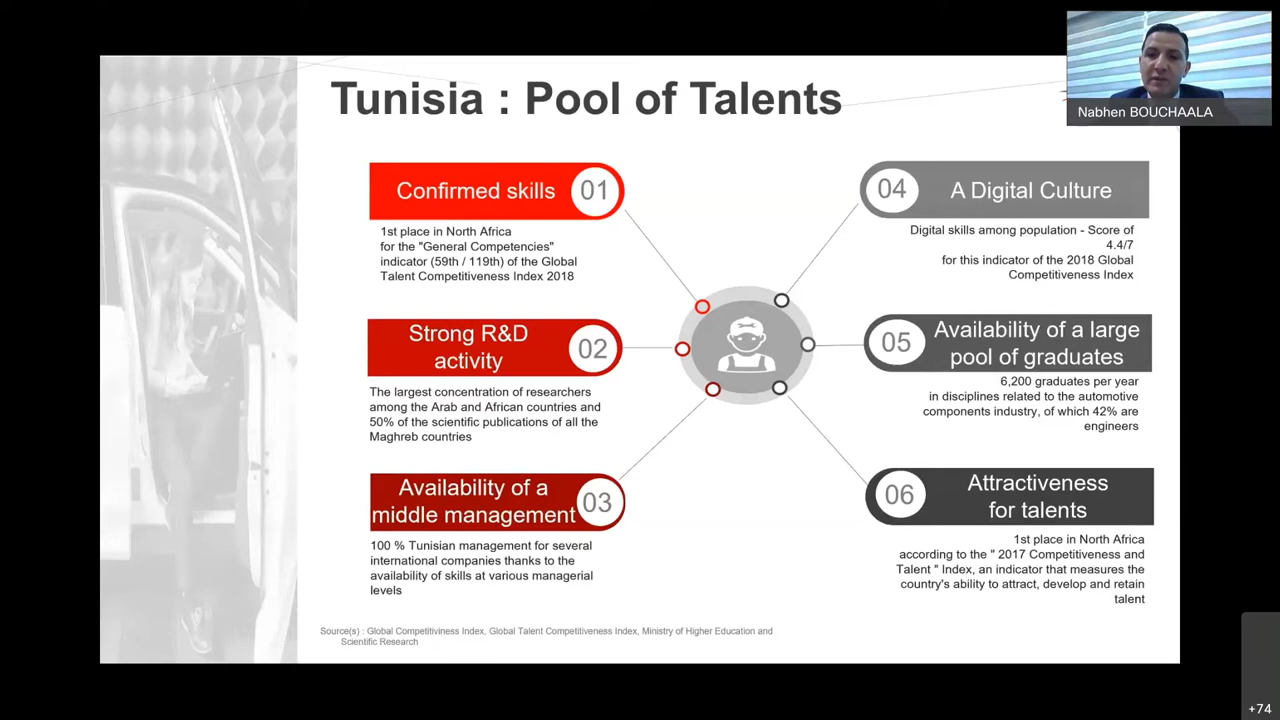 Tunisia : Pool of Talents
Nabhen BOUCHAALA
Confirmed skills
01
1st place in North Africa
for the "General Competencies"
indicator (59th / 119th) of the Global
Talent Competitiveness Index 2018
Strong R&D
activity
02
The largest concentration of researchers
among the Arab and African countries and
50% of the scientific publications of all the
Maghreb countries
Availability of a
middle management
03
100 % Tunisian management for several
international companies thanks to the
availability of skills at various managerial
levels
04
A Digital Culture
Digital skills among population - Score of
4.4/7
for this indicator of the 2018 Global
Competitiveness Index
05
Availability of a large
pool of graduates
6,200 graduates per year
in disciplines related to the automotive
components industry, of which 42% are
engineers
06
Attractiveness
for talents
1st place in North Africa
according to the " 2017 Competitiveness and
Talent " Index, an indicator that measures the
country's ability to attract, develop and retain
talent
Source(s) : Global Competitiviness Index, Global Talent Competitiveness Index, Ministry of Higher Education and
Scientific Research
+74